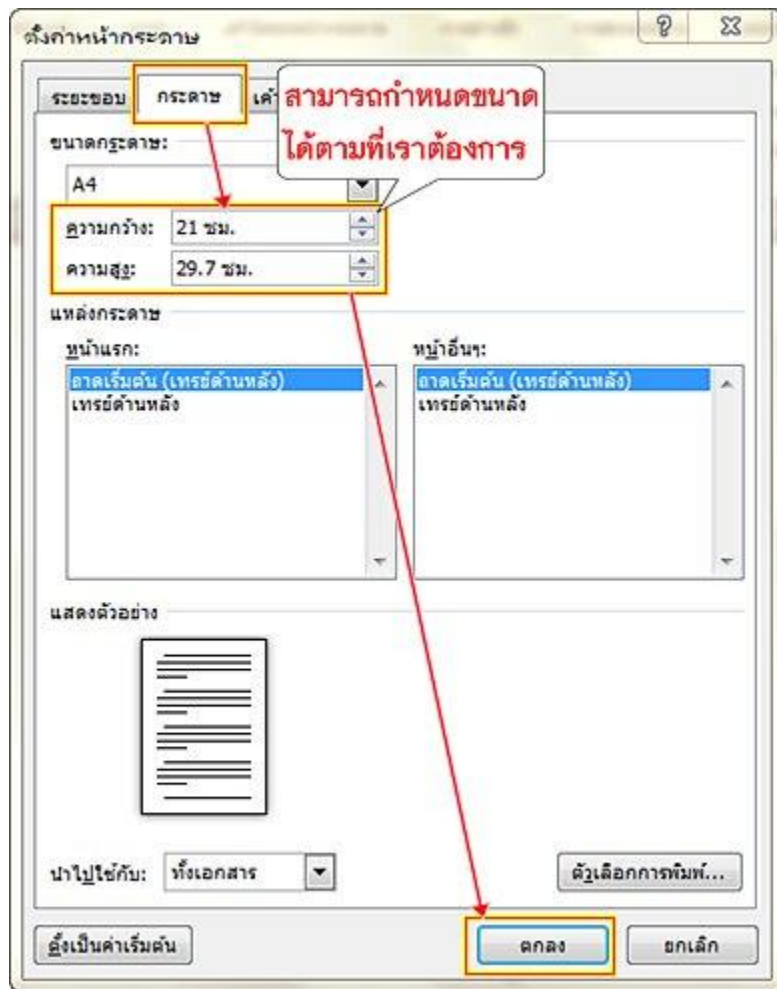 ตั้งค่าหน้ากระดาษ
ระยะขอบ
กระดาษ
สามารถกำหนดขนาด
ได้ตามที่เราต้องการ
ขนาดกระดาษ:
A4
ความกว้าง: 21 ซม.
ความสูง: 29.7 ซม.
แหล่งกระดาษ
หน้าแรก: หน้าอื่นๆ:
ถาดเริ่มต้น (เทรย์ด้านหลัง) ถาดเริ่มต้น (เทรย์ด้านหลัง)
เทรย์ด้านหลัง เทรย์ด้านหลัง
แสดงตัวอย่าง
นำไปใช้กับ: ทั้งเอกสาร ตัวเลือกการพิมพ์...
ตั้งเป็นค่าเริ่มต้น ตกลง ยกเลิก